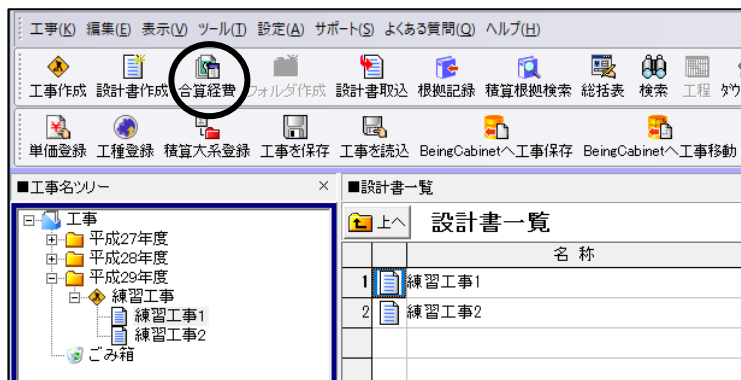 工事(K) 編集(E) 表示(V) ツール(T) 設定(A) サポート(S) よくある質問(Q) ヘルプ(H)
工事作成 設計書作成 合算経費 フォルダ作成 設計書取込 根拠記録 積算根拠検索 総括表 検索 工程 ダウ
単価登録 工種登録 積算大系登録 工事を保存 工事を読込 BeingCabinetへ工事保存 BeingCabinetへ工事移動
■工事名ツリー ×
工事
平成27年度
平成28年度
平成29年度
練習工事
練習工事1
練習工事2
ごみ箱
■設計書一覧
上へ 設計書一覧
名 称
1 練習工事1
2 練習工事2